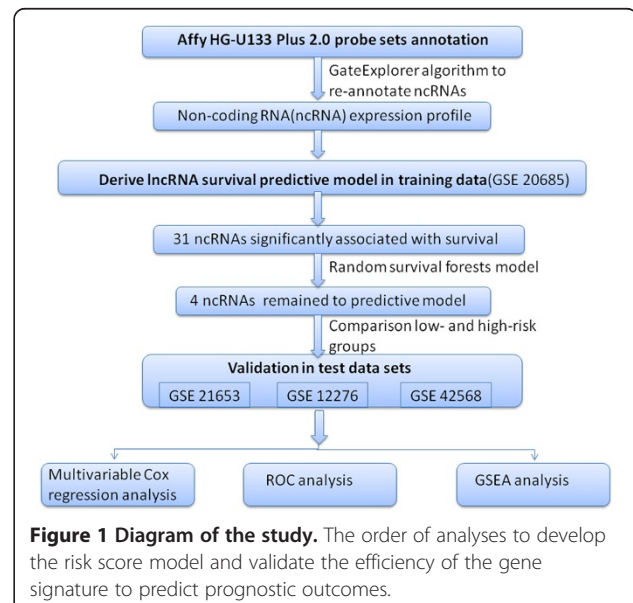 Affy HG-U133 Plus 2.0 probe sets annotation
GateExplorer algorithm to
re-annotate ncRNAs
Non-coding RNA(ncRNA) expression profile
Derive lncRNA survival predictive model in training data(GSE 20685)
31 ncRNAs significantly associated with survival
Random survival forests model
4 ncRNAs remained to predictive model
Comparison low- and high-risk
groups
Validation in test data sets
GSE 21653 GSE 12276 GSE 42568
Multivariable Cox
regression analysis
ROC analysis
GSEA analysis
Figure 1 Diagram of the study. The order of analyses to develop
the risk score model and validate the efficiency of the gene
signature to predict prognostic outcomes.